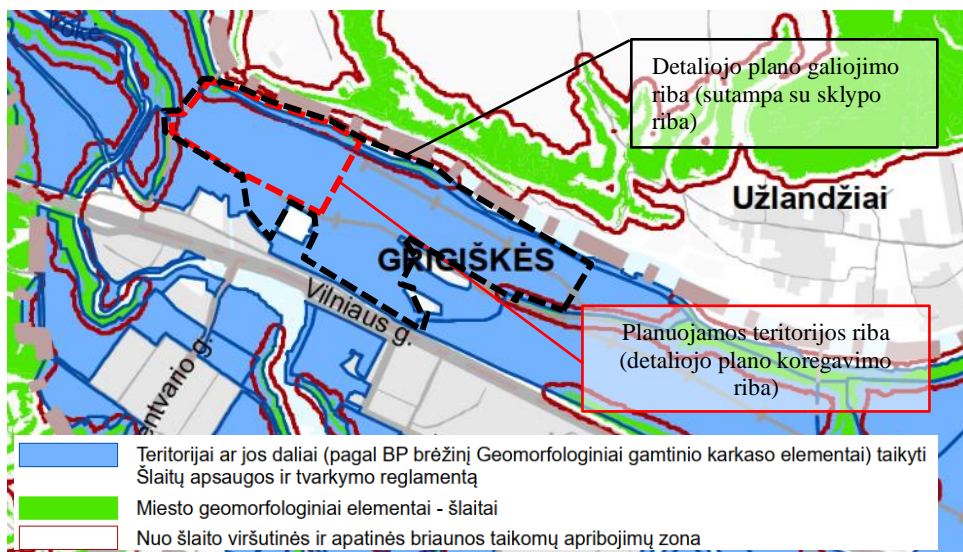 Vokė
Detaliojo plano galiojimo
riba (sutampa su sklypo
riba)
Užlandžiai
GRIGIŠKĖS
Vilniaus g.
Planuojamos teritorijos riba
(detaliojo plano koregavimo
riba)
entvario g.
Teritorijai ar jos daliai (pagal BP brėžinį Geomorfologiniai gamtinio karkaso elementai) taikyti
Šlaitų apsaugos ir tvarkymo reglamentą
Miesto geomorfologiniai elementai - šlaitai
Nuo šlaito viršutinės ir apatinės briaunos taikomų apribojimų zona